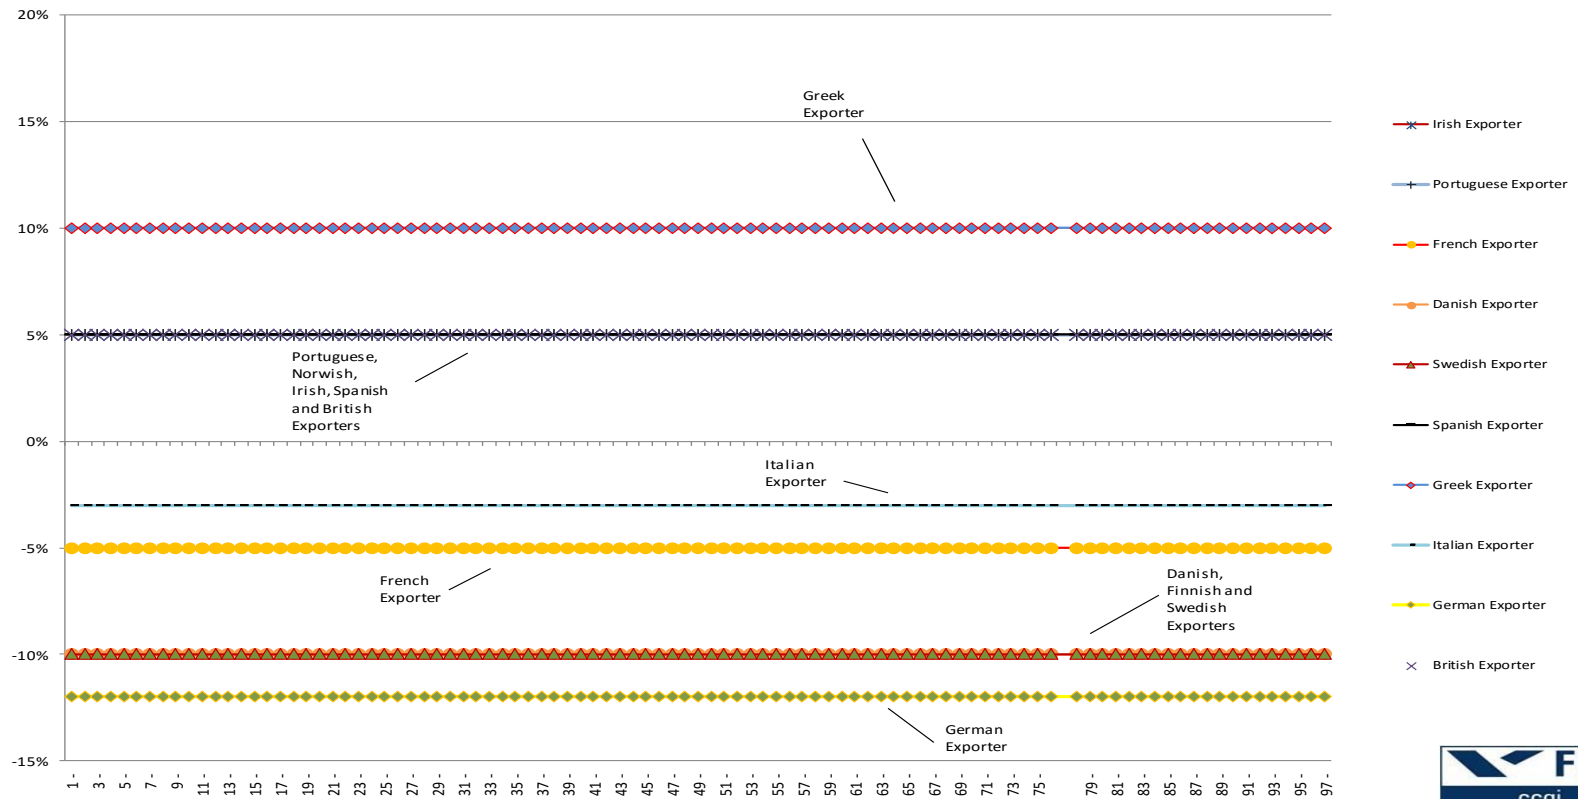 20%
15%
10%
5%
0%
-5%
-10%
-15%
Greek
Exporter
Portuguese,
Norwish,
Irish, Spanish
and British
Exporters
Italian
Exporter
French
Exporter
Danish,
Finnish and
Swedish
Exporters
German
Exporter
1-
3-
5-
7-
9-
11-
13-
15-
17-
19-
21-
23-
25-
27-
29-
31-
33-
35-
37-
39-
41-
43-
45-
47-
49-
51-
53-
55-
57-
59-
61-
63-
65-
67-
69-
71-
73-
75-
79-
81-
83-
85-
87-
89-
91-
93-
95-
97-
Irish Exporter
Portuguese Exporter
French Exporter
Danish Exporter
Swedish Exporter
Spanish Exporter
Greek Exporter
Italian Exporter
German Exporter
British Exporter
F